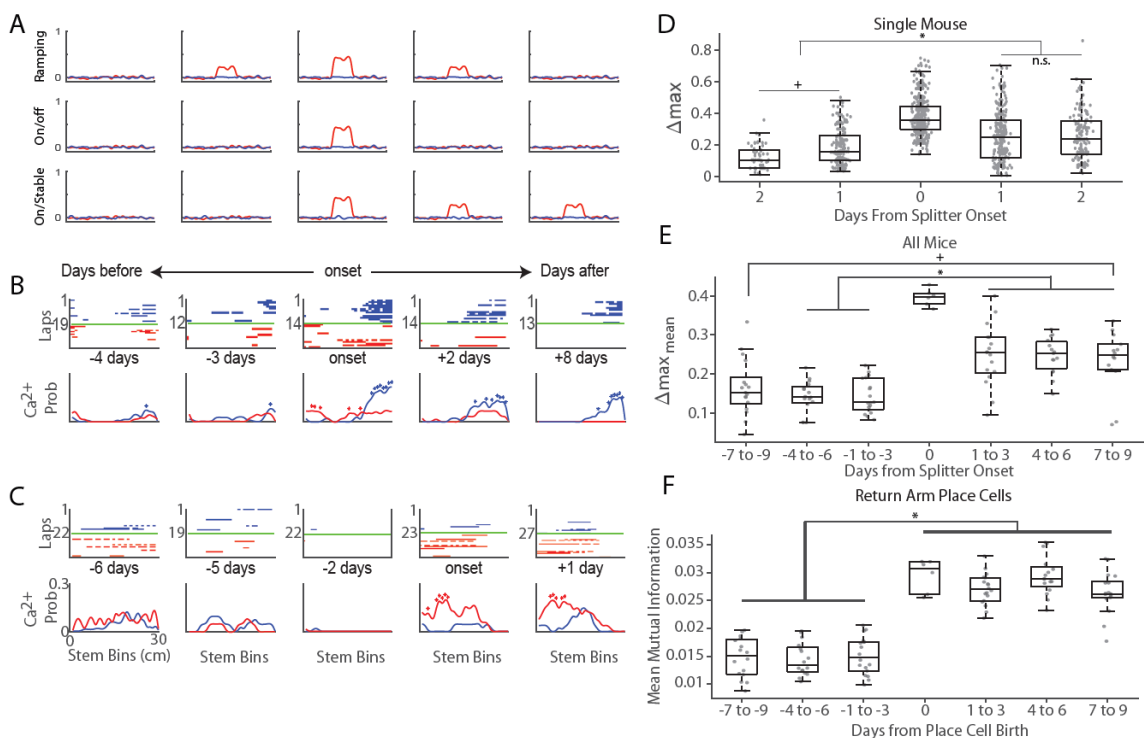 A
Ramping
1
0
On/off
1
0
On/Stable
1
0
Days before
onset
Days after
B
Laps
1
19
1
12
1
14
1
14
1
13
-4 days
-3 days
onset
+2 days
+8 days
Ca2+
Prob
C
Laps
1
22
1
19
1
22
1
23
1
27
-6 days
-5 days
-2 days
onset
+1 day
Ca2+
Prob
0.3
0
0
30
Stem Bins (cm)
Stem Bins
Stem Bins
Stem Bins
Stem Bins
D
Single Mouse
*
n.s.
+
Δmax
0.8
0.6
0.4
0.2
0
2
1
0
1
2
Days From Splitter Onset
E
All Mice
+
*
Δmax mean
0.4
0.3
0.2
0.1
-7 to -9
-4 to -6
-1 to -3
0
1 to 3
4 to 6
7 to 9
Days from Splitter Onset
F
Return Arm Place Cells
*
Mean Mutual Information
0.035
0.03
0.025
0.02
0.015
0.01
-7 to -9
-4 to -6
-1 to -3
0
1 to 3
4 to 6
7 to 9
Days from Place Cell Birth